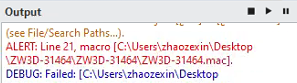 Output
(see File/Search Paths...).
ALERT: Line 21, macro [C:\Users\zhaozexin\Desktop
\ZW3D-31464\ZW3D-31464\ZW3D-31464.mac].
DEBUG: Failed: [C:\Users\zhaozexin\Desktop